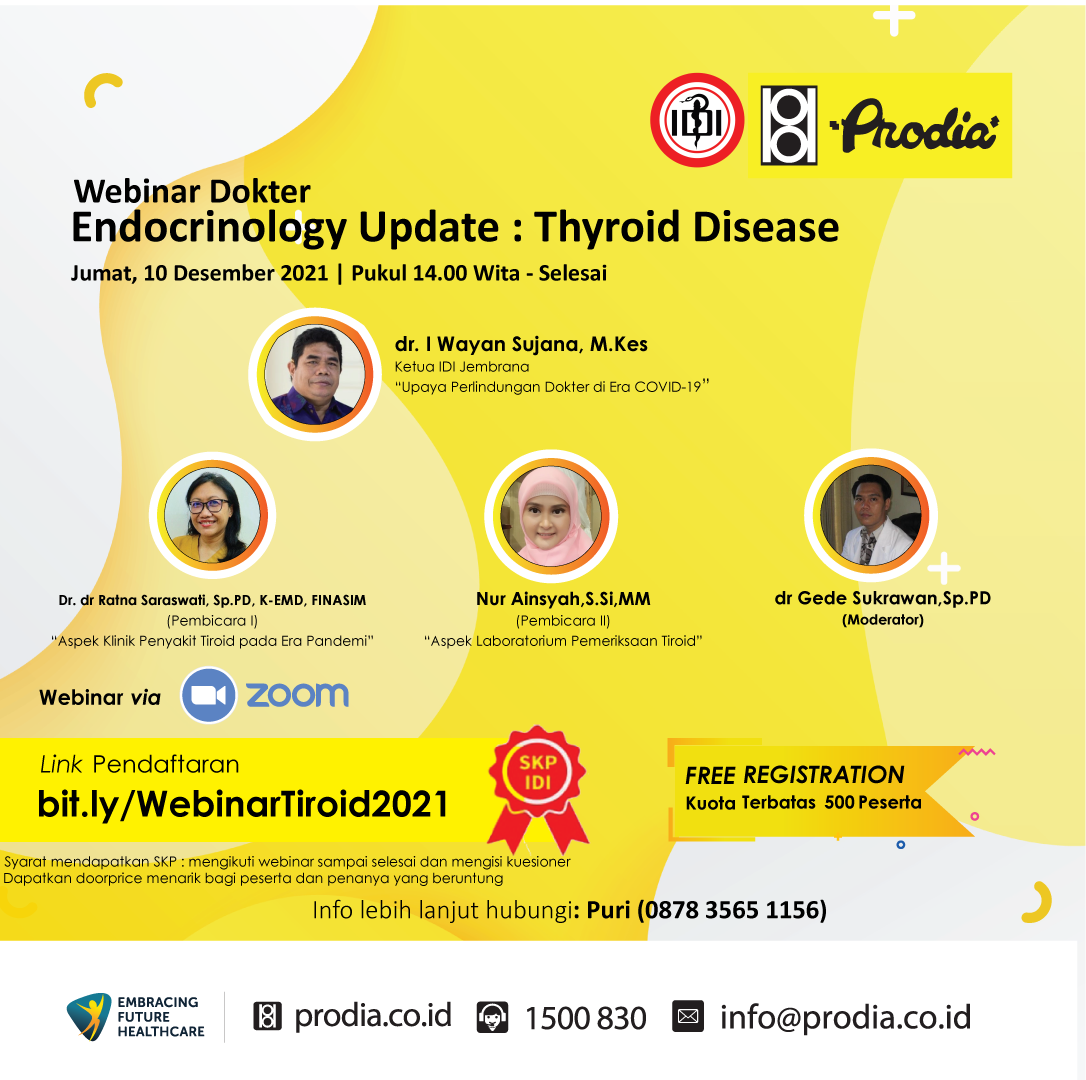 IDI
Prodia
Webinar Dokter
Endocrinology Update : Thyroid Disease
Jumat, 10 Desember 2021 | Pukul 14.00 Wita - Selesai
dr. I Wayan Sujana, M.Kes
Ketua IDI Jembrana
“Upaya Perlindungan Dokter di Era COVID-19”
Dr. dr Ratna Saraswati, Sp.PD, K-EMD, FINASIM
(Pembicara I)
“Aspek Klinik Penyakit Tiroid pada Era Pandemi”
Nur Ainsyah,S.Si,MM
(Pembicara II)
“Aspek Laboratorium Pemeriksaan Tiroid”
dr Gede Sukrawan,Sp.PD
(Moderator)
Webinar via zoom
Link Pendaftaran
bit.ly/WebinarTiroid2021
SKP
IDI
FREE REGISTRATION
Kuota Terbatas 500 Peserta
Syarat mendapatkan SKP : mengikuti webinar sampai selesai dan mengisi kuesioner
Dapatkan doorprice menarik bagi peserta dan penanya yang beruntung
Info lebih lanjut hubungi: Puri (0878 3565 1156)
EMBRACING
FUTURE
HEALTHCARE
prodia.co.id
1500 830
info@prodia.co.id